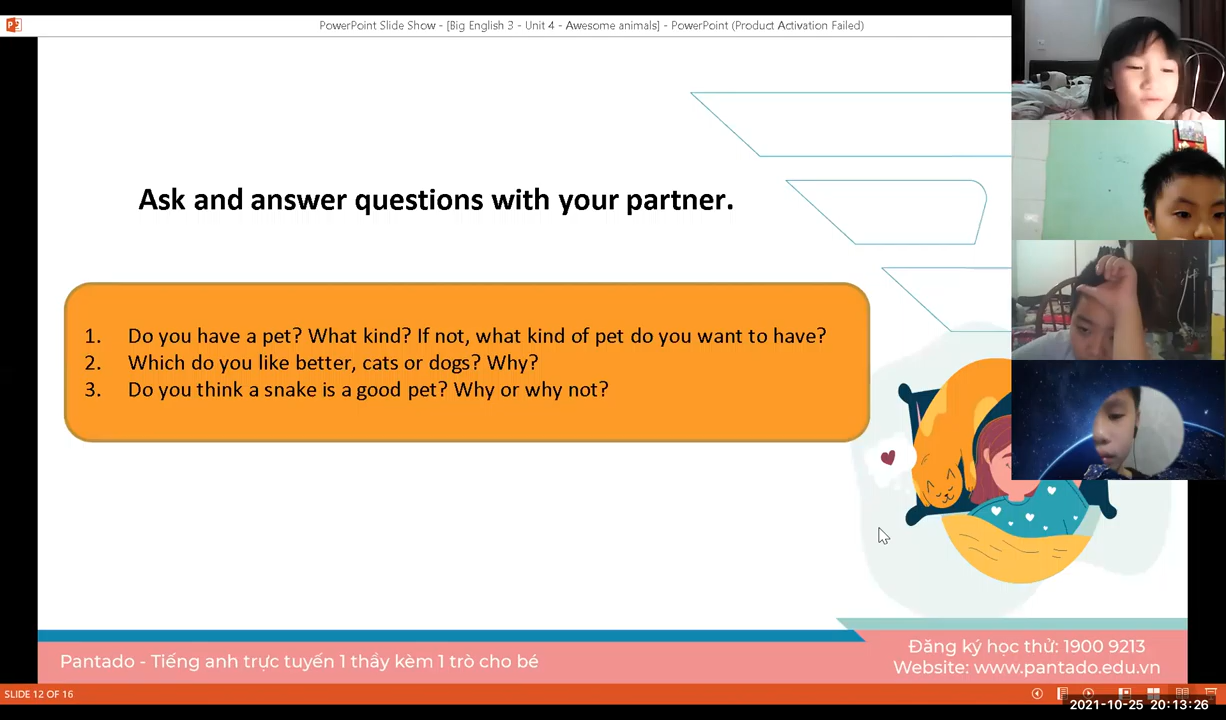 PowerPoint Slide Show - [Big English 3 - Unit 4 - Awesome animals] - PowerPoint (Product Activation Failed)
Ask and answer questions with your partner.
1. Do you have a pet? What kind? If not, what kind of pet do you want to have?
2. Which do you like better, cats or dogs? Why?
3. Do you think a snake is a good pet? Why or why not?
Pantado - Tiếng anh trực tuyến 1 thầy kèm 1 trò cho bé
Đăng ký học thử: 1900 9213
Website: www.pantado.edu.vn
SLIDE 12 OF 16
2021-10-25 20:13:26